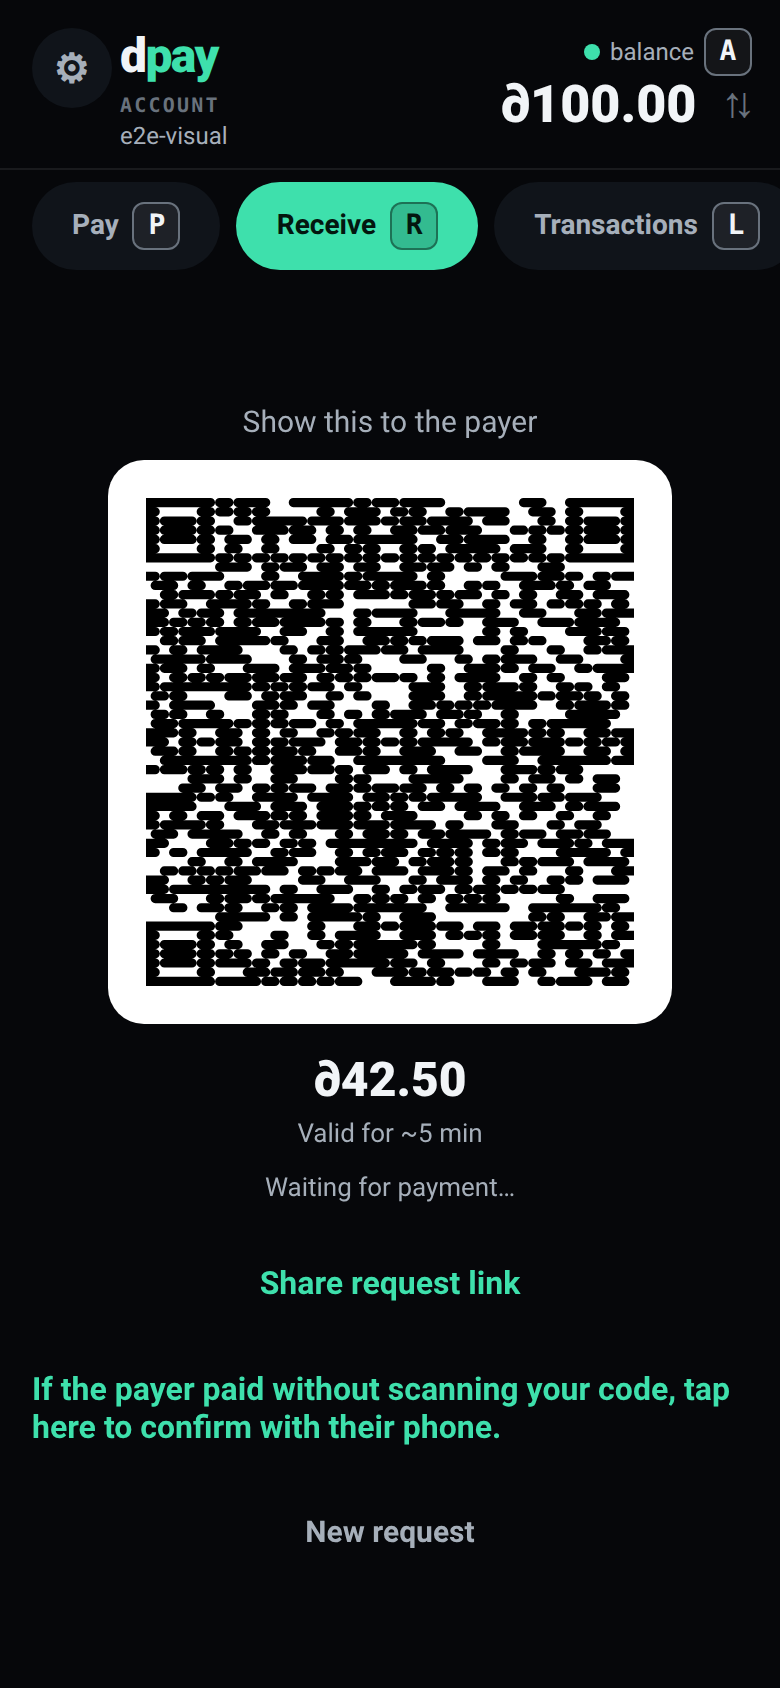 dpay
ACCOUNT
e2e-visual
balance A
∂100.00
Pay P
Receive R
Transactions L
Show this to the payer
∂42.50
Valid for ~5 min
Waiting for payment...
Share request link
If the payer paid without scanning your code, tap
here to confirm with their phone.
New request